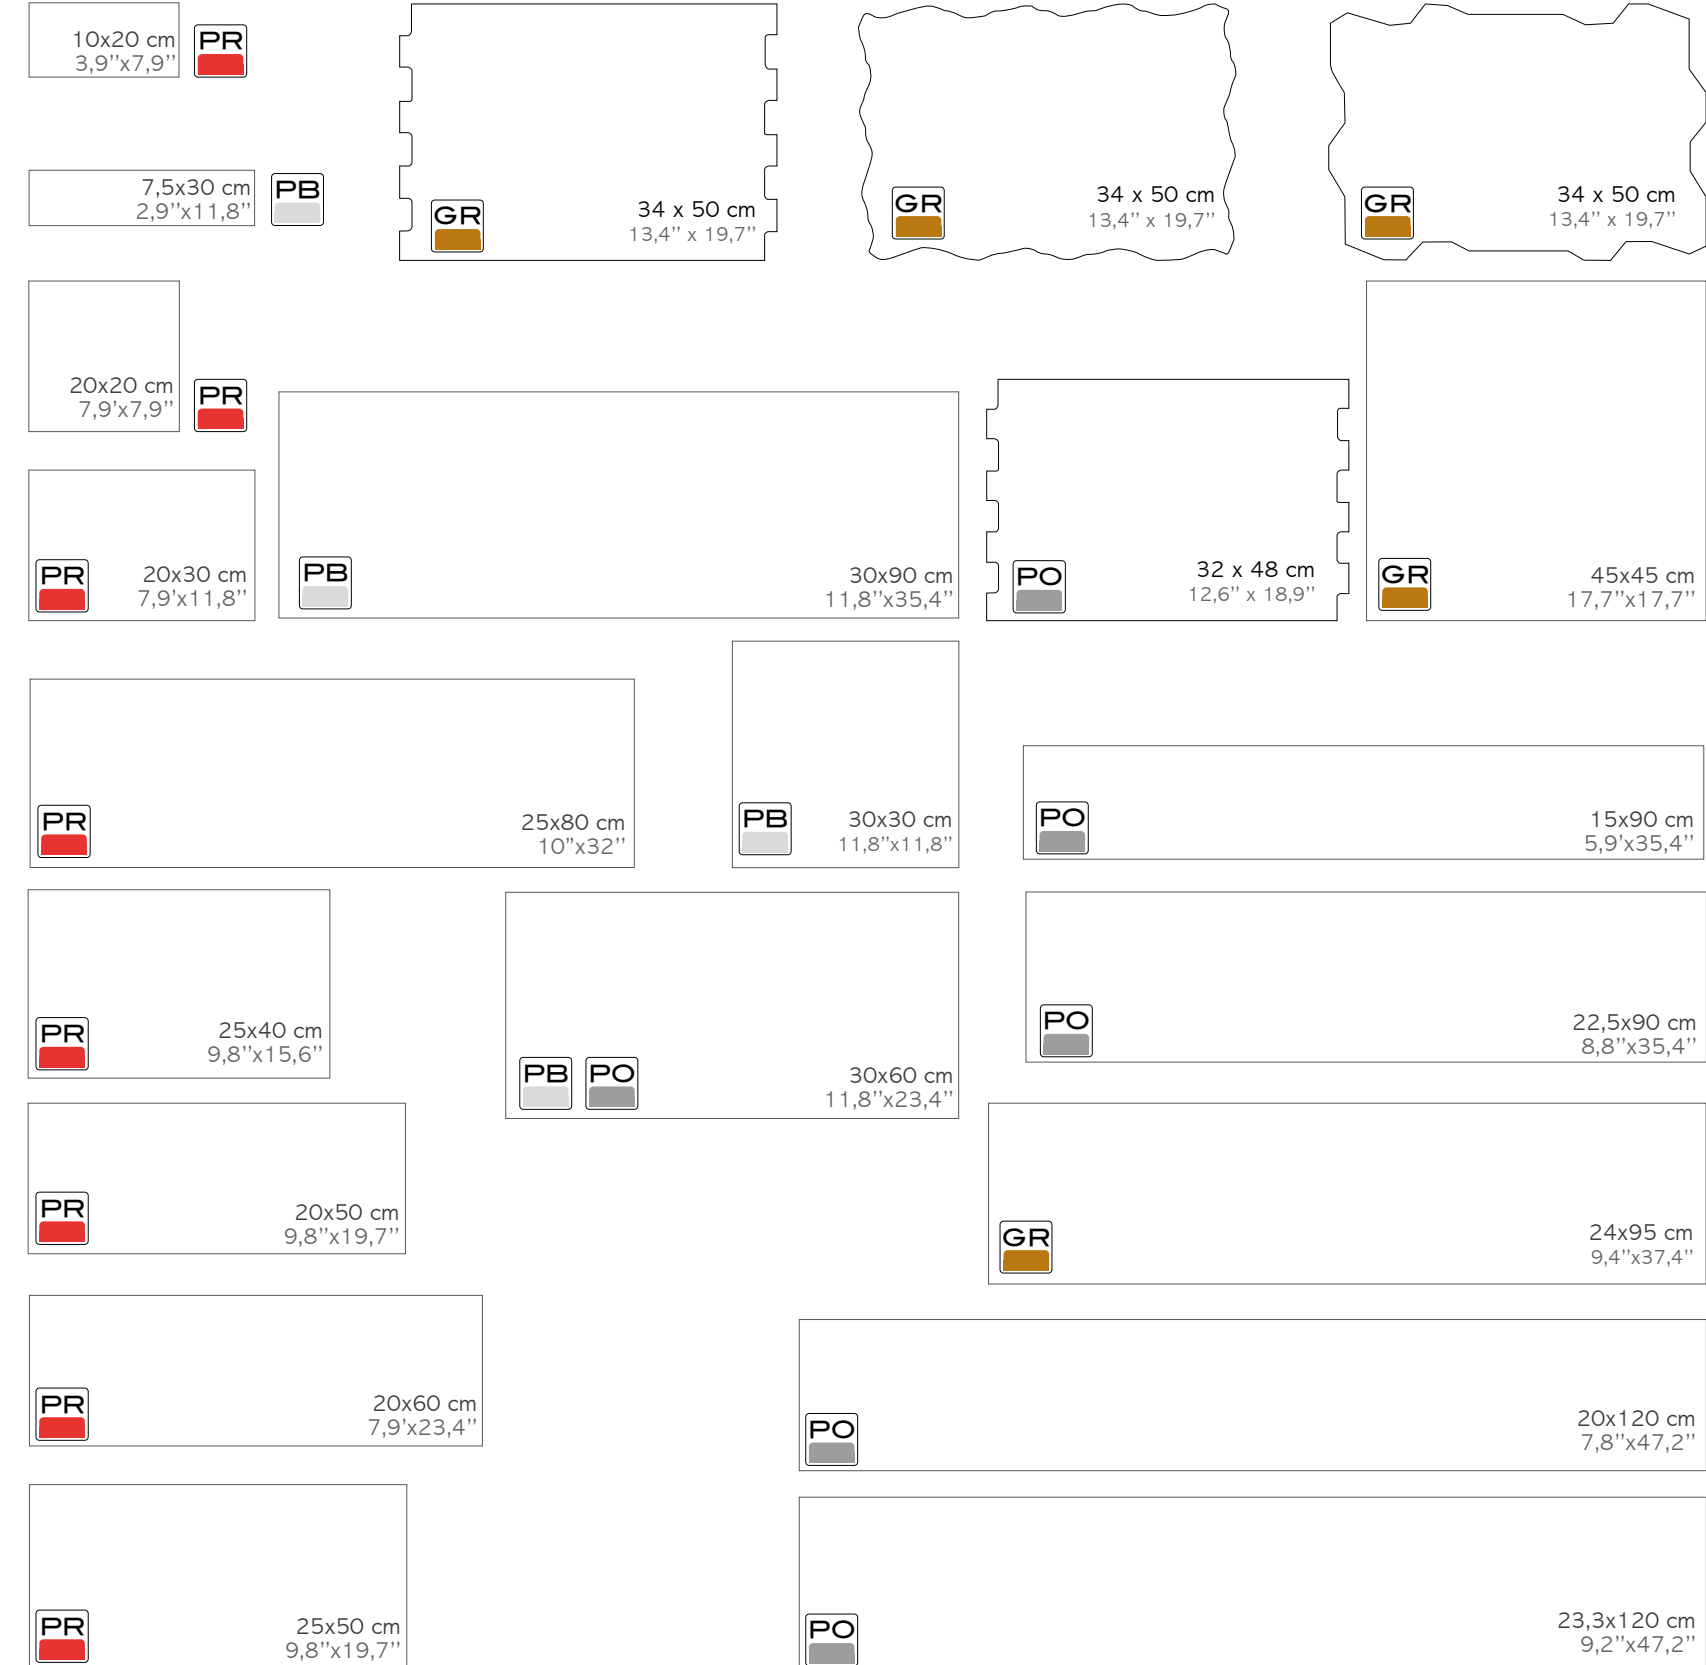 10x20 cm
3,9’’x7,9’’
PR
7,5x30 cm
2,9’’x11,8’’
PB
GR
34 x 50 cm
13,4’’ x 19,7’’
GR
34 x 50 cm
13,4’’ x 19,7’’
GR
34 x 50 cm
13,4’’ x 19,7’’
20x20 cm
7,9’x7,9’’
PR
PR
20x30 cm
7,9’x11,8’’
PB
30x90 cm
11,8’’x35,4’’
PO
32 x 48 cm
12,6’’ x 18,9’’
GR
45x45 cm
17,7’’x17,7’’
PR
25x80 cm
10’’x32’’
PB
30x30 cm
11,8’’x11,8’’
PO
15x90 cm
5,9’x35,4’’
PR
25x40 cm
9,8’’x15,6’’
PB PO
30x60 cm
11,8’’x23,4’’
PO
22,5x90 cm
8,8’’x35,4’’
PR
20x50 cm
9,8’’x19,7’’
GR
24x95 cm
9,4’’x37,4’’
PR
20x60 cm
7,9’x23,4’’
PO
20x120 cm
7,8’’x47,2’’
PR
25x50 cm
9,8’’x19,7’’
PO
23,3x120 cm
9,2’’x47,2’’